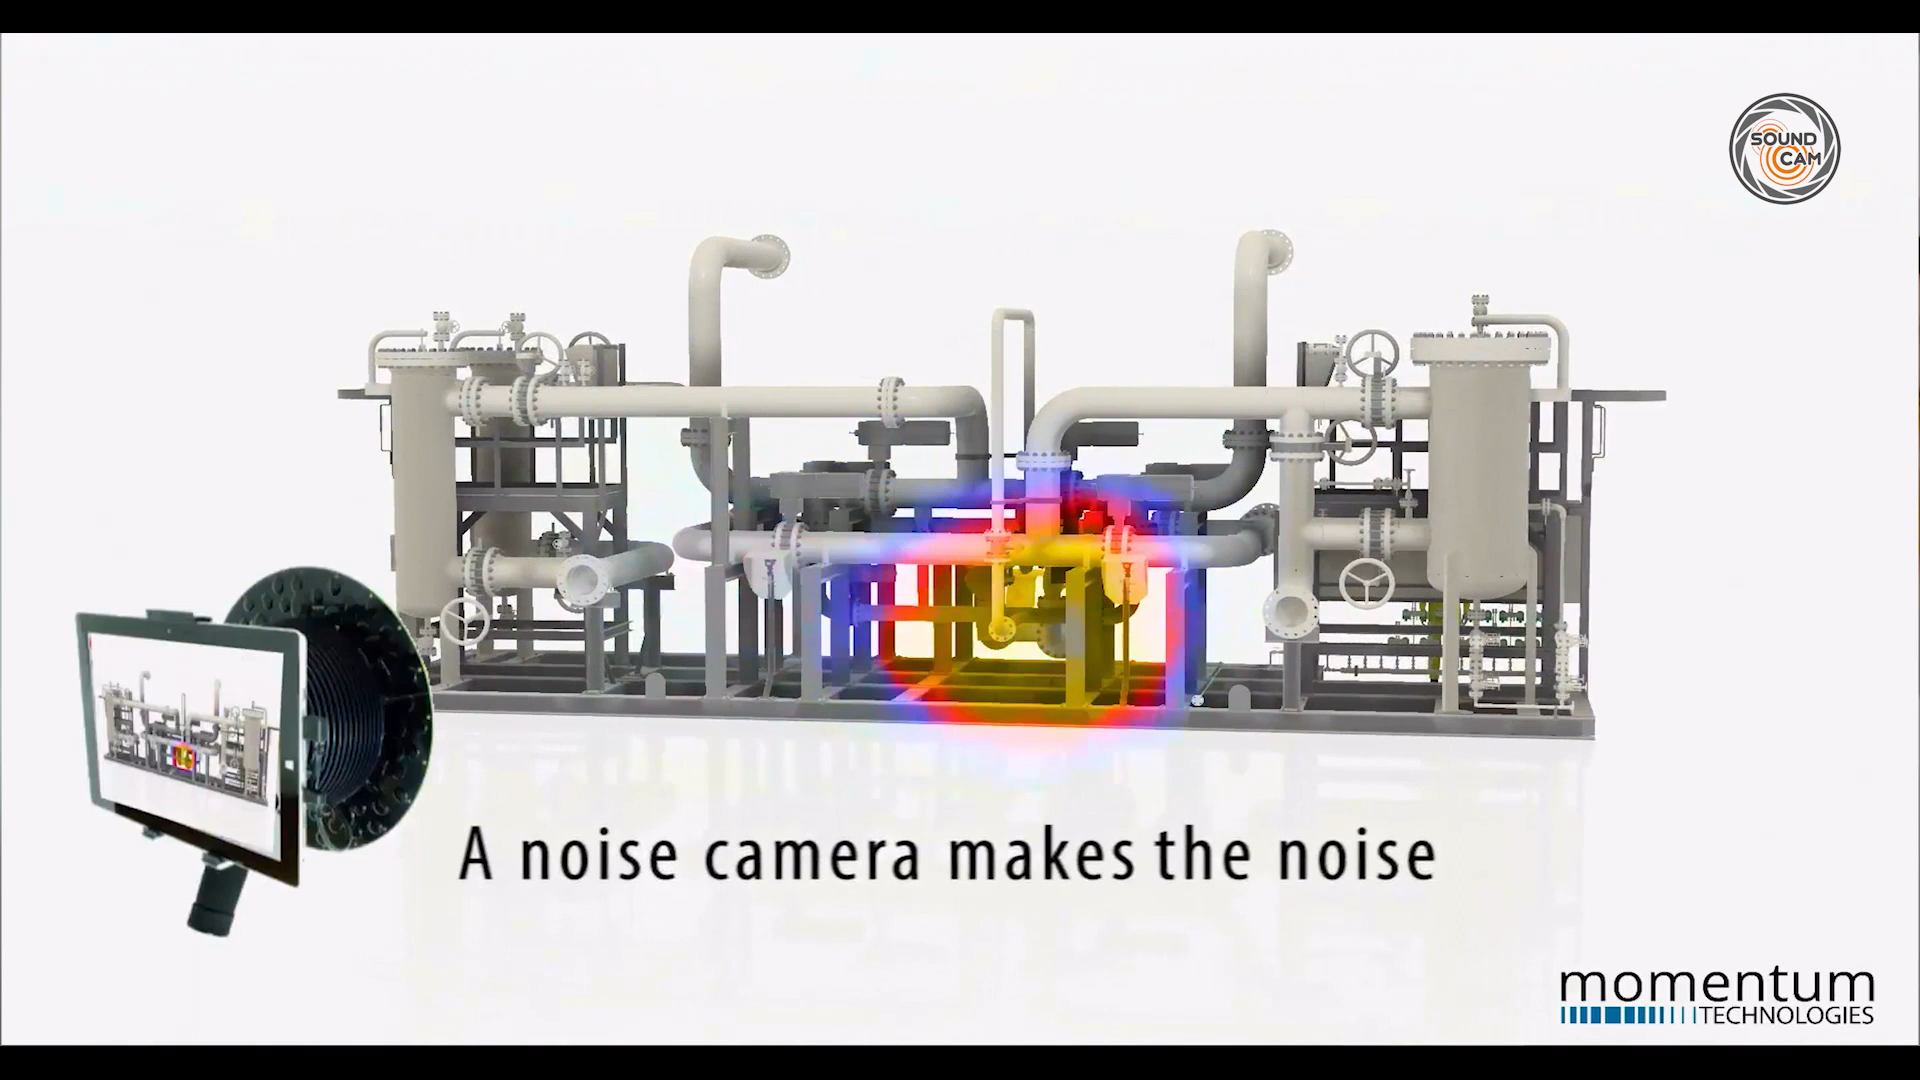 SOUND
CAM
A noise camera makes the noise
momentum
TECHNOLOGIES